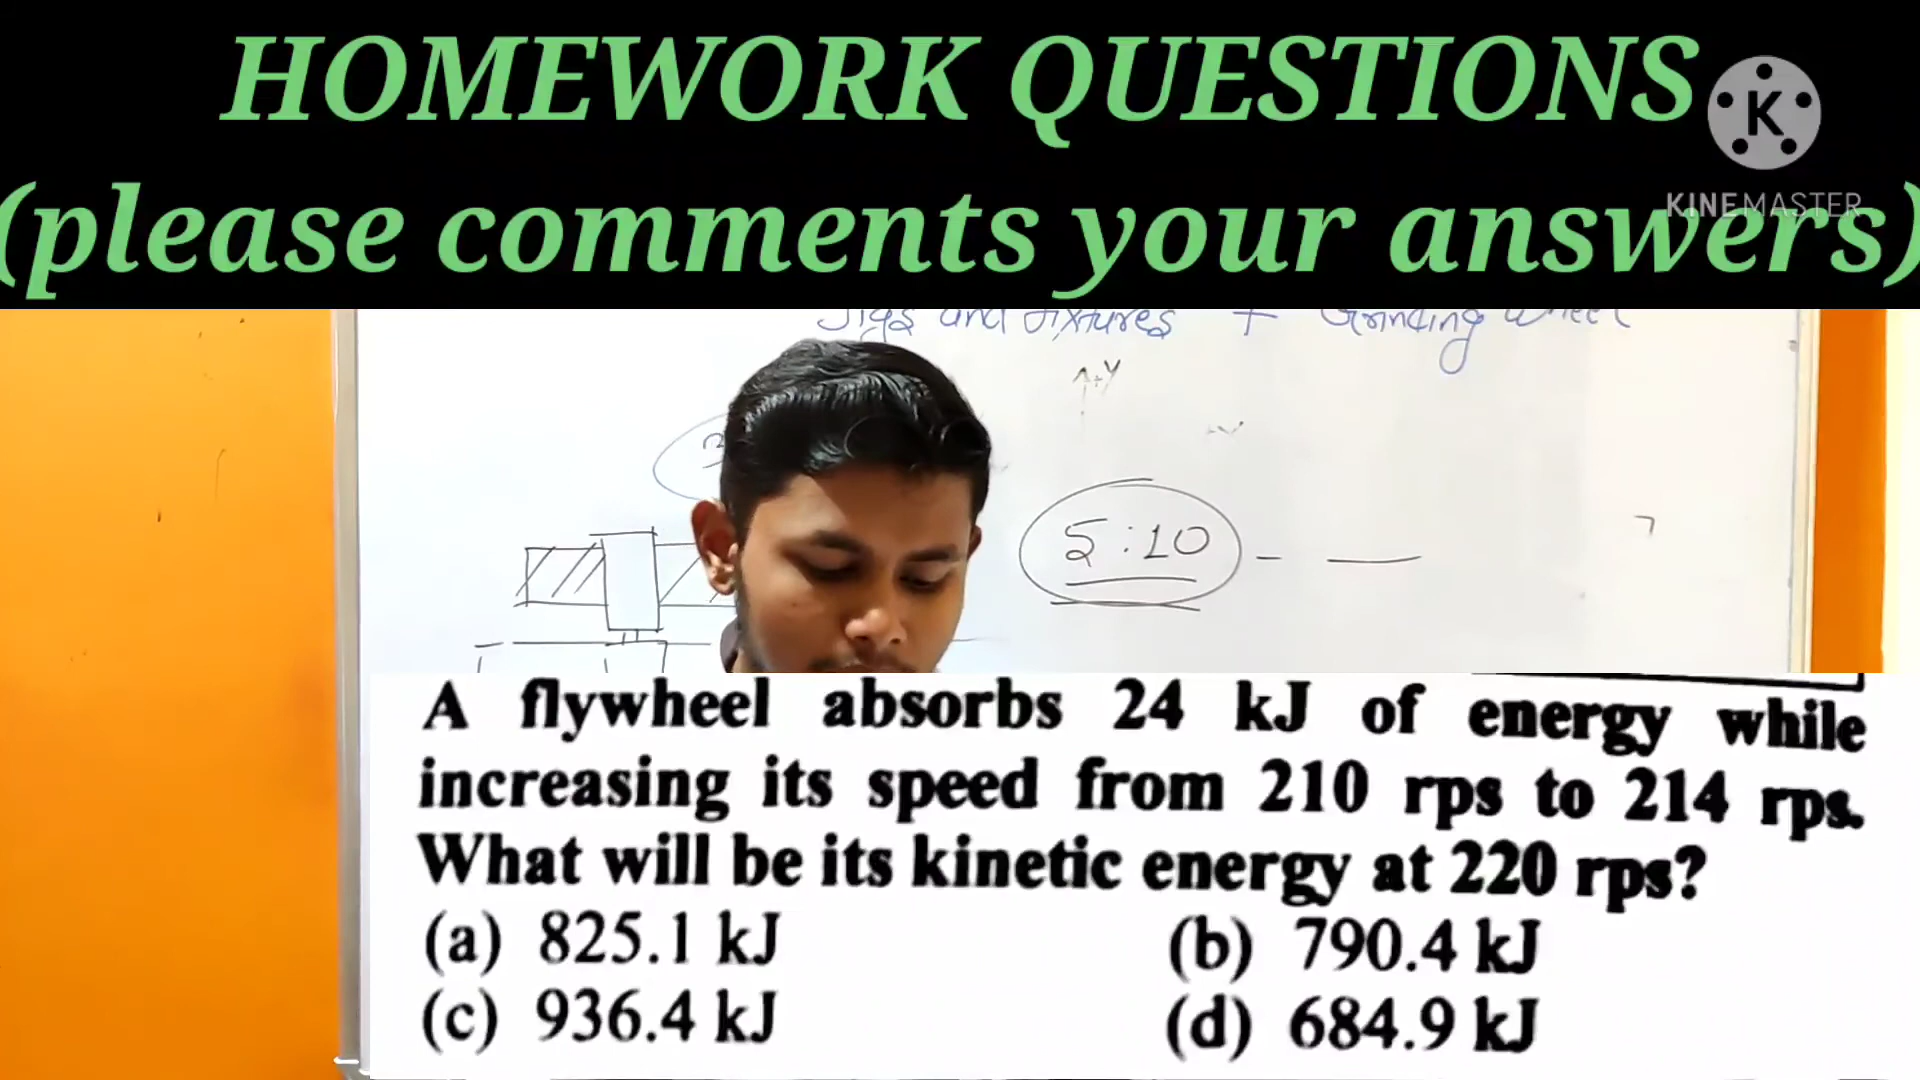 HOMEWORK QUESTIONS
K
KINEMASTER
(please comments your answers)
Jigs and fixtures + Grinding wheel
+y
5:10 -
A flywheel absorbs 24 kJ of energy while
increasing its speed from 210 rps to 214 rps.
What will be its kinetic energy at 220 rps?
(a) 825.1 kJ (b) 790.4 kJ
(c) 936.4 kJ (d) 684.9 kJ